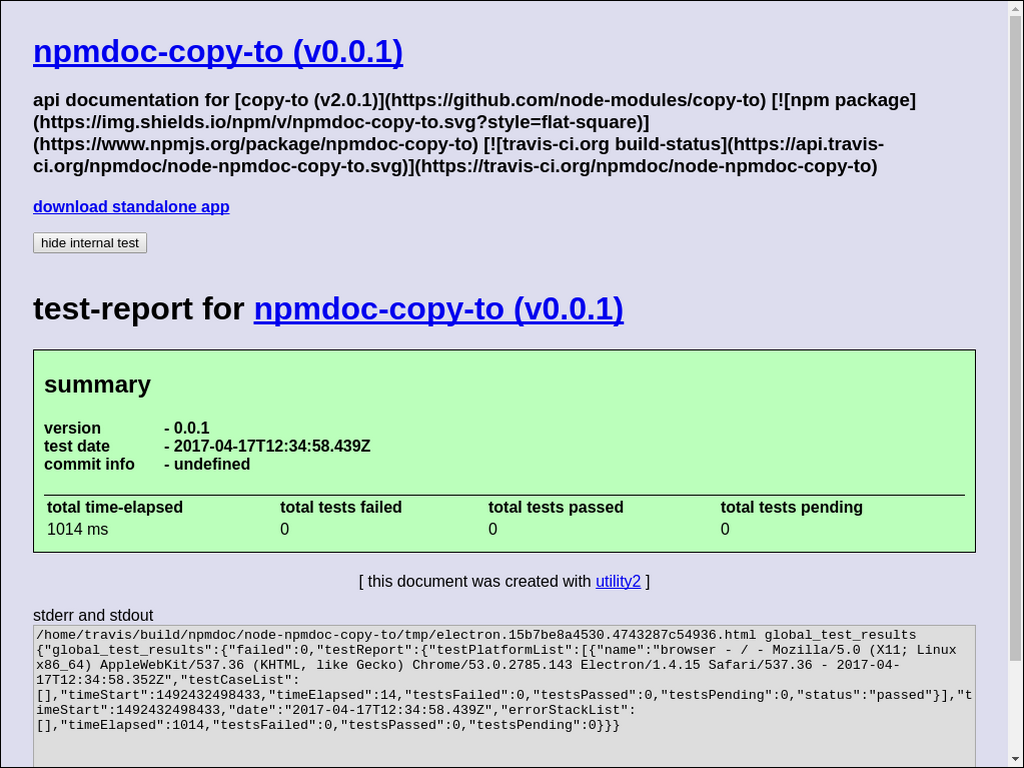 npmdoc-copy-to (v0.0.1)
api documentation for [copy-to (v2.0.1)](https://github.com/node-modules/copy-to) [![npm package]
(https://img.shields.io/npm/v/npmdoc-copy-to.svg?style=flat-square)]
(https://www.npmjs.org/package/npmdoc-copy-to) [![travis-ci.org build-status](https://api.travis-
ci.org/npmdoc/node-npmdoc-copy-to.svg)](https://travis-ci.org/npmdoc/node-npmdoc-copy-to)
download standalone app
hide internal test
test-report for npmdoc-copy-to (v0.0.1)
summary
version - 0.0.1
test date - 2017-04-17T12:34:58.439Z
commit info - undefined
total time-elapsed total tests failed total tests passed total tests pending
1014 ms 0 0 0
[ this document was created with utility2 ]
stderr and stdout
/home/travis/build/npmdoc/node-npmdoc-copy-to/tmp/electron.15b7be8a4530.4743287c54936.html global_test_results
{"global_test_results":{"failed":0,"testReport":{"testPlatformList":[{"name":"browser - / - Mozilla/5.0 (X11; Linux
x86_64) AppleWebKit/537.36 (KHTML, like Gecko) Chrome/53.0.2785.143 Electron/1.4.15 Safari/537.36 - 2017-04-
17T12:34:58.352Z","testCaseList":
[],"timeStart":1492432498433,"timeElapsed":14,"testsFailed":0,"testsPassed":0,"testsPending":0,"status":"passed"}],"t
imeStart":1492432498433,"date":"2017-04-17T12:34:58.439Z","errorStackList":
[],"timeElapsed":1014,"testsFailed":0,"testsPassed":0,"testsPending":0}}}